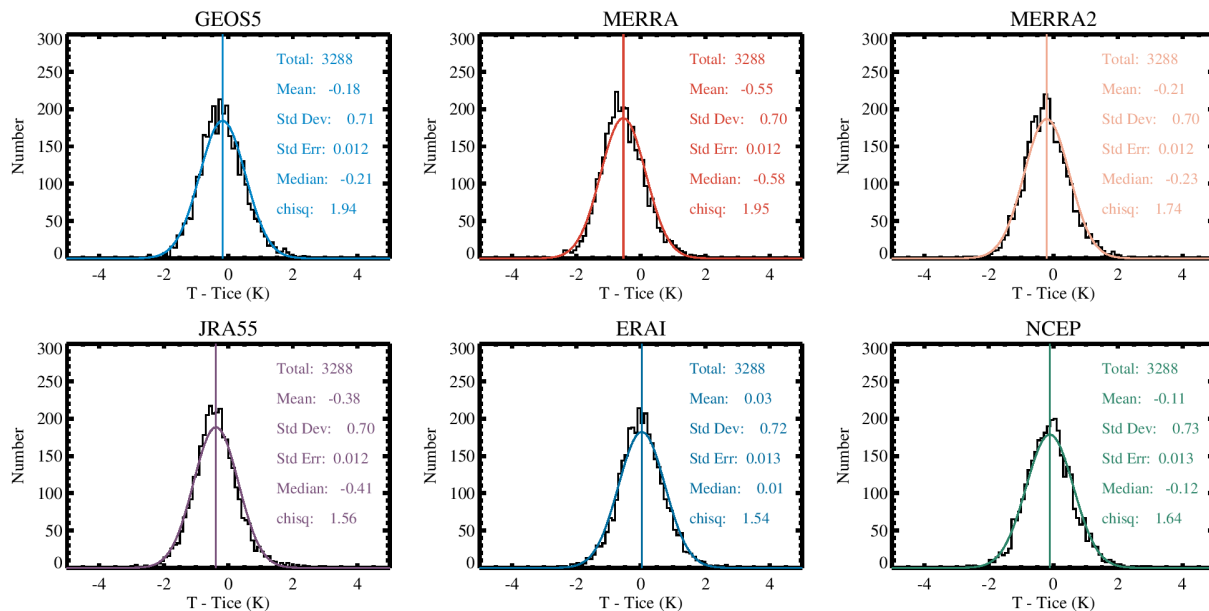 GEOS5
300
250
200
150
100
50
0
Number
-4
-2
0
2
4
T - Tice (K)
Total: 3288
Mean: -0.18
Std Dev: 0.71
Std Err: 0.012
Median: -0.21
chisq: 1.94
MERRA
300
250
200
150
100
50
0
Number
-4
-2
0
2
4
T - Tice (K)
Total: 3288
Mean: -0.55
Std Dev: 0.70
Std Err: 0.012
Median: -0.58
chisq: 1.95
MERRA2
300
250
200
150
100
50
0
Number
-4
-2
0
2
4
T - Tice (K)
Total: 3288
Mean: -0.21
Std Dev: 0.70
Std Err: 0.012
Median: -0.23
chisq: 1.74
JRA55
300
250
200
150
100
50
0
Number
-4
-2
0
2
4
T - Tice (K)
Total: 3288
Mean: -0.38
Std Dev: 0.70
Std Err: 0.012
Median: -0.41
chisq: 1.56
ERAI
300
250
200
150
100
50
0
Number
-4
-2
0
2
4
T - Tice (K)
Total: 3288
Mean: 0.03
Std Dev: 0.72
Std Err: 0.013
Median: 0.01
chisq: 1.54
NCEP
300
250
200
150
100
50
0
Number
-4
-2
0
2
4
T - Tice (K)
Total: 3288
Mean: -0.11
Std Dev: 0.73
Std Err: 0.013
Median: -0.12
chisq: 1.64